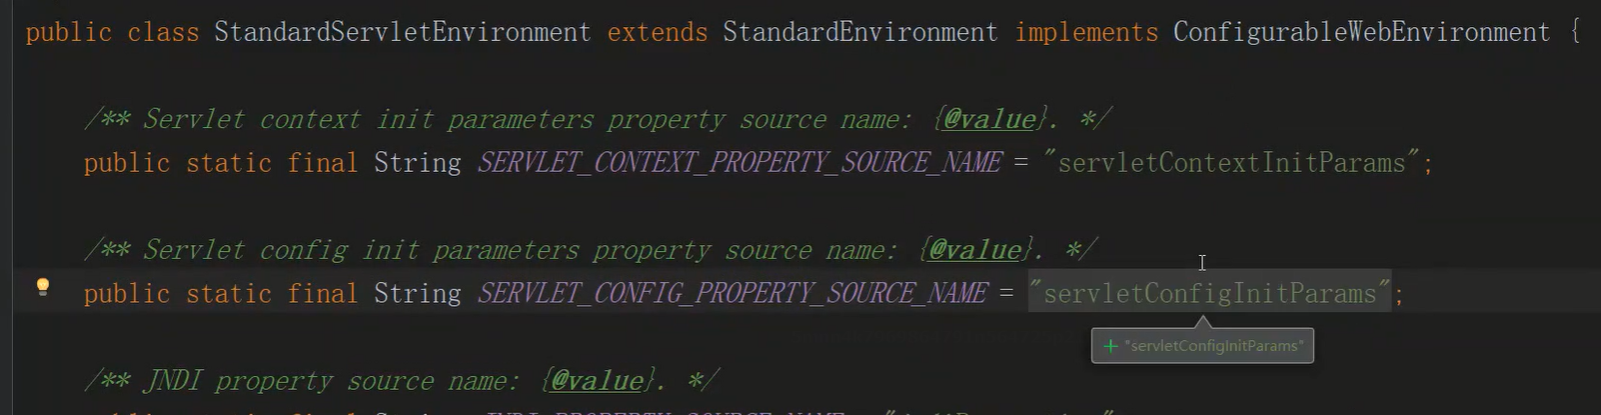 public class StandardServletEnvironment extends StandardEnvironment implements ConfigurableWebEnvironment {
/** Servlet context init parameters property source name: {@value}. */
public static final String SERVLET_CONTEXT_PROPERTY_SOURCE_NAME = "servletContextInitParams";
/** Servlet config init parameters property source name: {@value}. */
public static final String SERVLET_CONFIG_PROPERTY_SOURCE_NAME = "servletConfigInitParams";
+ "servletConfigInitParams"
/** JNDI property source name: {@value}. */